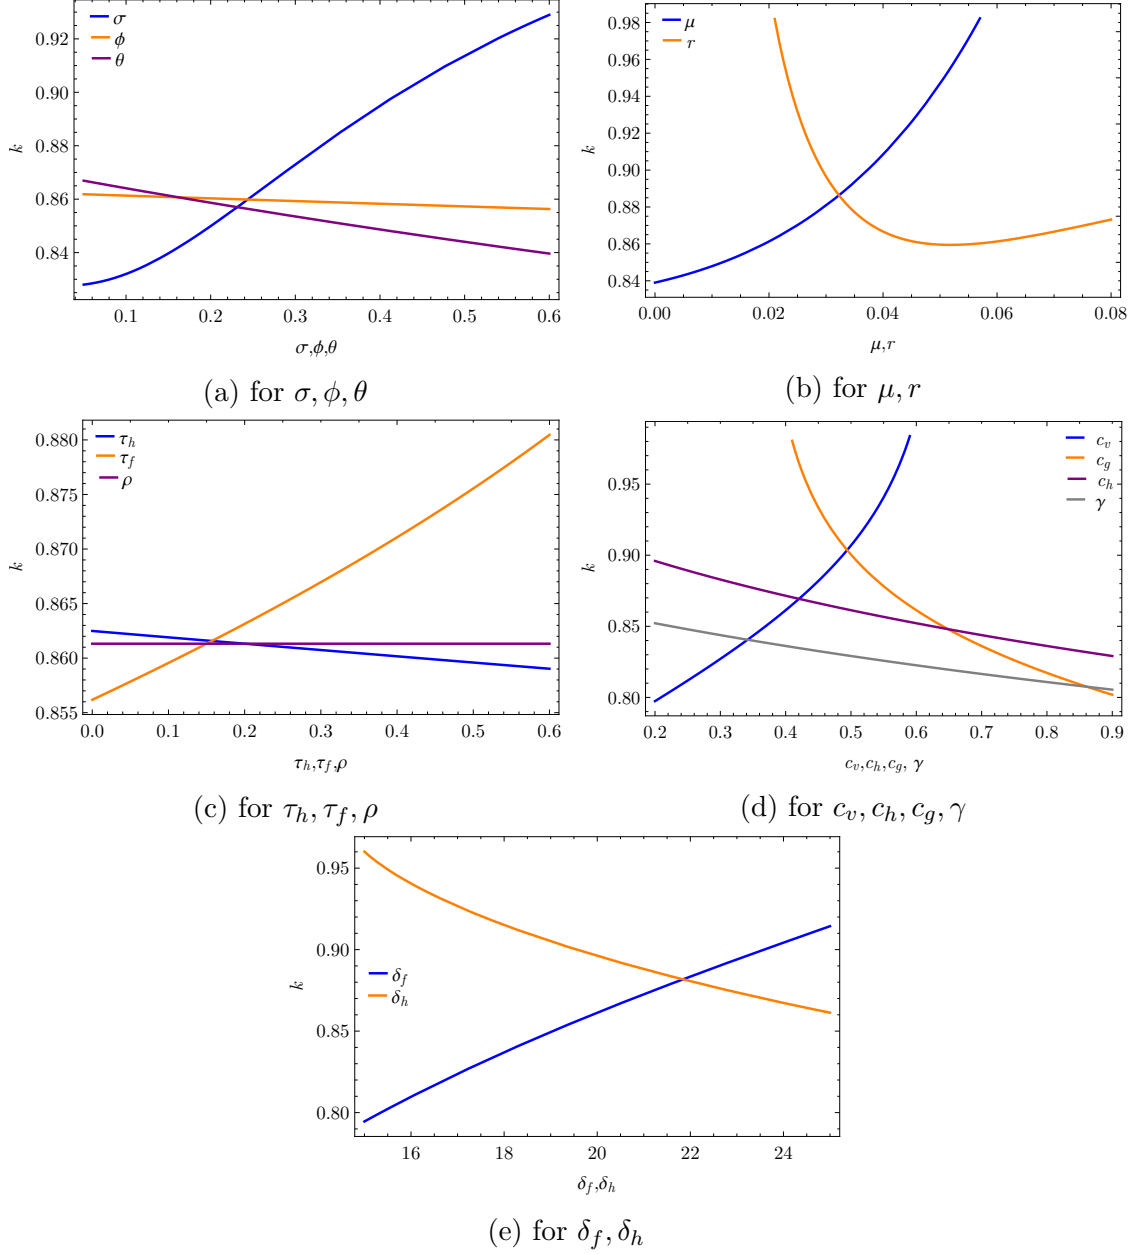 σ
ϕ
θ
0.92
0.90
0.88
0.86
0.84
k
0.1 0.2 0.3 0.4 0.5 0.6
σ,ϕ,θ
(a) for σ, ϕ, θ
μ
r
0.98
0.96
0.94
0.92
0.90
0.88
0.86
0.84
k
0.00 0.02 0.04 0.06 0.08
μ,r
(b) for μ, r
τ_h
τ_f
ρ
0.880
0.875
0.870
0.865
0.860
0.855
k
0.0 0.1 0.2 0.3 0.4 0.5 0.6
τ_h,τ_f,ρ
(c) for τ_h, τ_f, ρ
c_v
c_g
c_h
γ
0.95
0.90
0.85
0.80
k
0.2 0.3 0.4 0.5 0.6 0.7 0.8 0.9
c_v,c_h,c_g, γ
(d) for c_v, c_h, c_g, γ
δ_f
δ_h
0.95
0.90
0.85
0.80
k
16 18 20 22 24
δ_f,δ_h
(e) for δ_f, δ_h